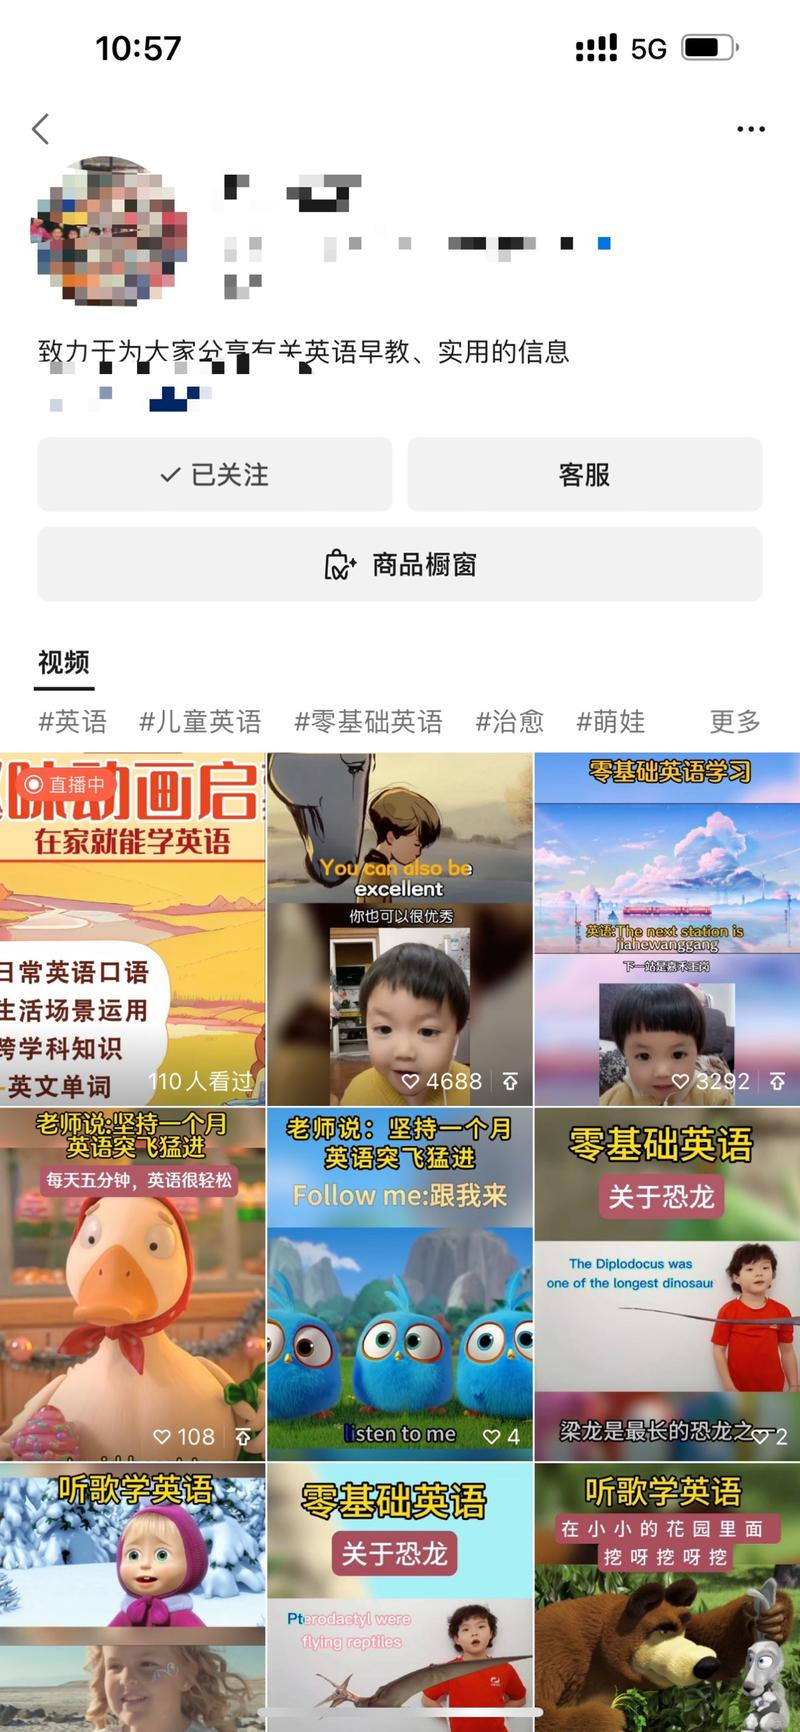 10:57
5G
致力于为大家分享有关英语早教、实用的信息
已关注
客服
商品橱窗
视频
#英语
#儿童英语
#零基础英语
#治愈
#萌娃
更多
直播中
味动画启
在家就能学英语
日常英语口语
生活场景运用
跨学科知识
英文单词
110人看过
You can also be
excellent
你也可以很优秀
4688
零基础英语学习
英语:The next station is
jiahewanggang
下一站是嘉禾王岗
3292
老师说:坚持一个月
英语突飞猛进
每天五分钟，英语很轻松
108
老师说：坚持一个月
英语突飞猛进
Follow me:跟我来
listen to me
4
零基础英语
关于恐龙
The Diplodocus was
one of the longest dinosaur
梁龙是最长的恐龙之一
2
听歌学英语
零基础英语
关于恐龙
Pterodactyl were
flying reptiles
听歌学英语
在小小的花园里面
挖呀挖呀挖